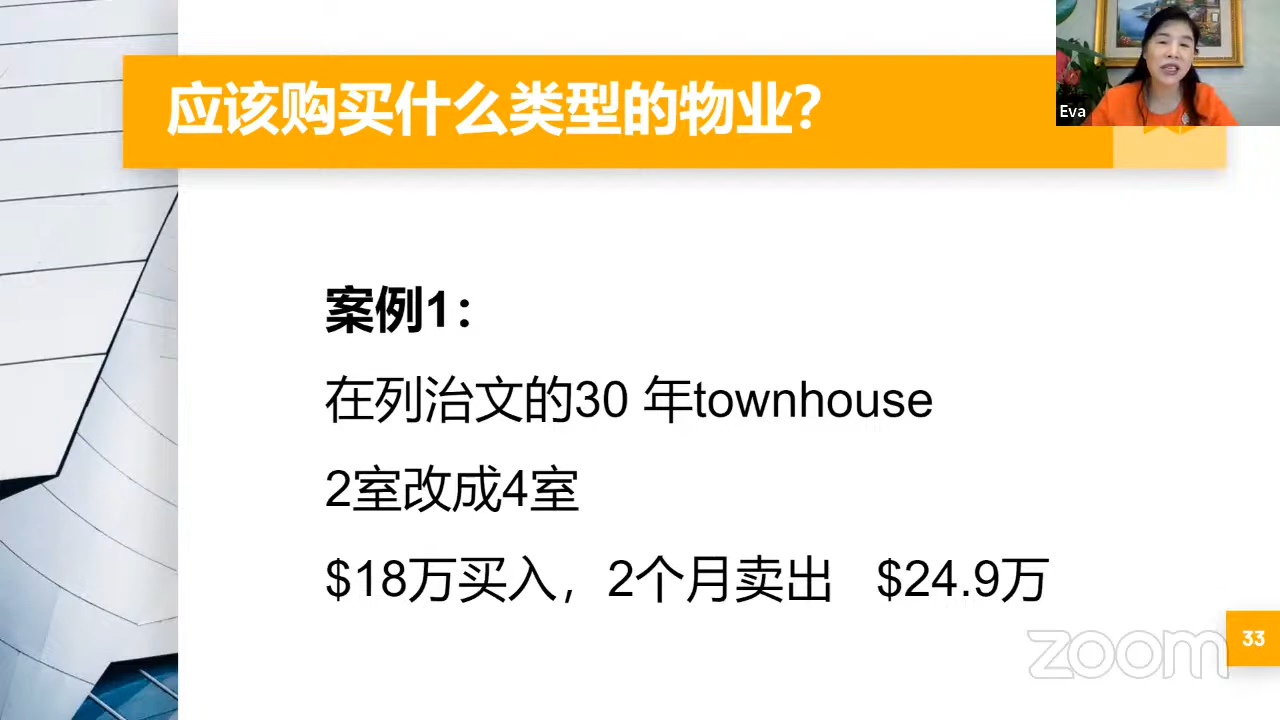 应该购买什么类型的物业？
Eva
案例1：
在列治文的30 年townhouse
2室改成4室
$18万买入，2个月卖出 $24.9万
zoom
33